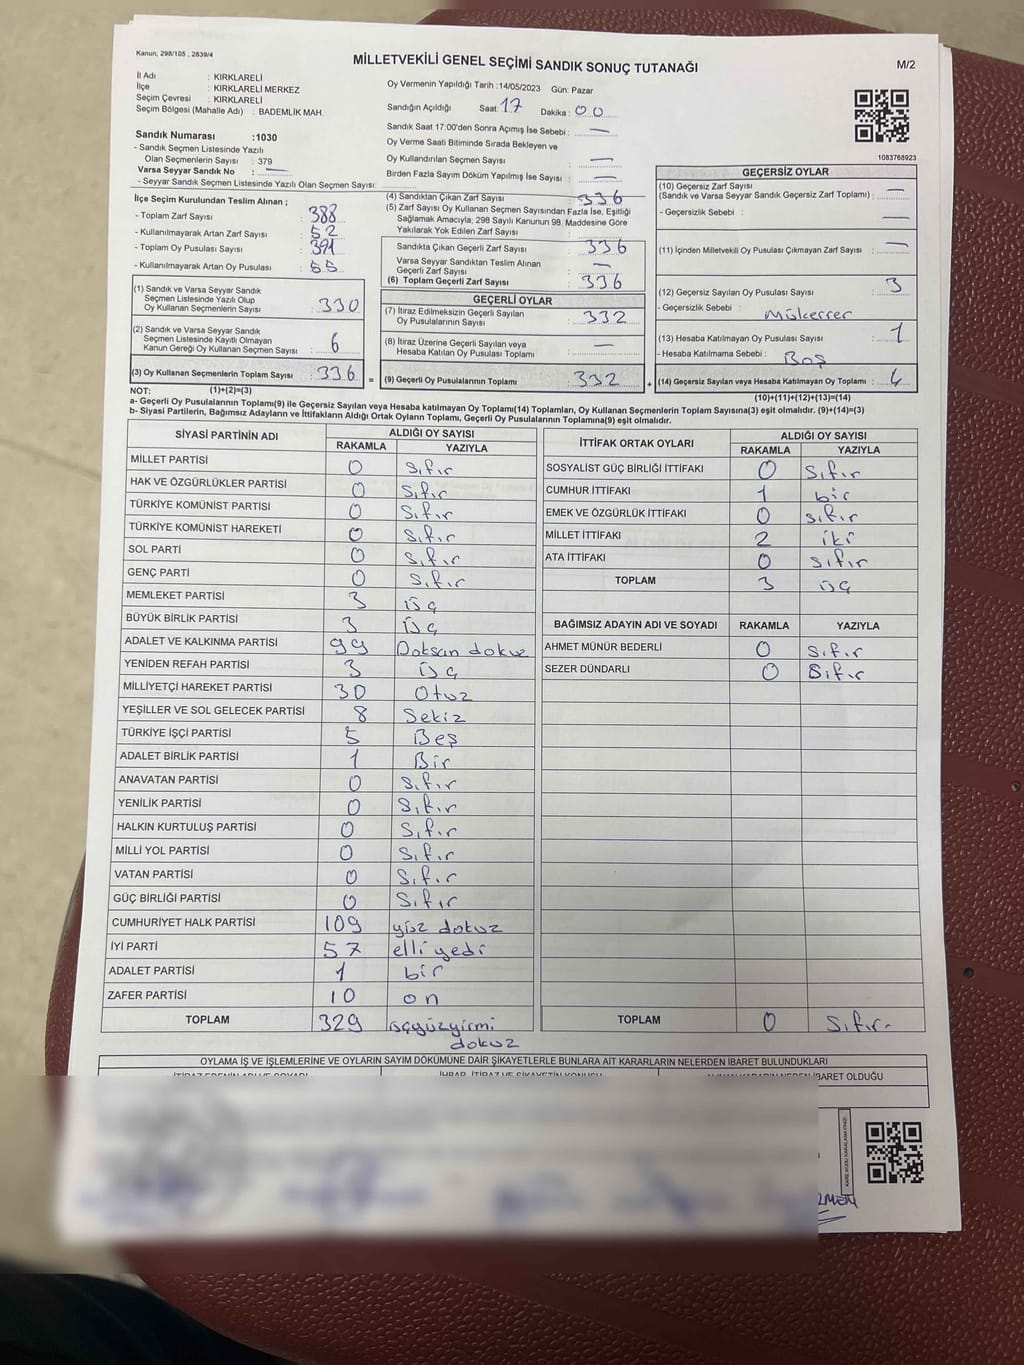 Kanun: 298/105 , 2839/4
MİLLETVEKİLİ GENEL SEÇİMİ SANDIK SONUÇ TUTANAĞI
M/2
İl Adı : KIRKLARELİ
İlçe : KIRKLARELİ MERKEZ
Seçim Çevresi : KIRKLARELİ
Seçim Bölgesi (Mahalle Adı) : BADEMLİK MAH.
Oy Vermenin Yapıldığı Tarih :14/05/2023 Gün: Pazar
Sandığın Açıldığı Saat: 17 Dakika : 00
Sandık Saat 17:00'den Sonra Açımış İse Sebebi : —
Oy Verme Saati Bitiminde Sırada Bekleyen ve
Oy Kullandırılan Seçmen Sayısı : —
Birden Fazla Sayım Döküm Yapılmış İse Sayısı : —
1083768923
Sandık Numarası :1030
- Sandık Seçmen Listesinde Yazılı
Olan Seçmenlerin Sayısı : 379
Varsa Seyyar Sandık No : —
- Seyyar Sandık Seçmen Listesinde Yazılı Olan Seçmen Sayısı:
İlçe Seçim Kurulundan Teslim Alınan ;
- Toplam Zarf Sayısı : 388
- Kullanılmayarak Artan Zarf Sayısı : 52
- Toplam Oy Pusulası Sayısı : 391
- Kullanılmayarak Artan Oy Pusulası : 55
(1) Sandık ve Varsa Seyyar Sandık
Seçmen Listesinde Yazılı Olup
Oy Kullanan Seçmenlerin Sayısı : 330
(2) Sandık ve Varsa Seyyar Sandık
Seçmen Listesinde Kayıtlı Olmayan
Kanun Gereği Oy Kullanan Seçmen Sayısı : 6
(3) Oy Kullanan Seçmenlerin Toplam Sayısı : 336
(1)+(2)=(3)
(4) Sandıktan Çıkan Zarf Sayısı : 336
(5) Zarf Sayısı Oy Kullanan Seçmen Sayısından Fazla İse, Eşitliği
Sağlamak Amacıyla; 298 Sayılı Kanunun 98. Maddesine Göre
Yakılarak Yok Edilen Zarf Sayısı :
Sandıkta Çıkan Geçerli Zarf Sayısı : 336
Varsa Seyyar Sandıktan Teslim Alınan
Geçerli Zarf Sayısı : —
(6) Toplam Geçerli Zarf Sayısı : 336
GEÇERLİ OYLAR
(7) İtiraz Edilmeksizin Geçerli Sayılan
Oy Pusulalarının Sayısı : 332
(8) İtiraz Üzerine Geçerli Sayılan veya
Hesaba Katılan Oy Pusulası Toplamı : —
= (9) Geçerli Oy Pusulalarının Toplamı : 332
GEÇERSİZ OYLAR
(10) Geçersiz Zarf Sayısı
(Sandık ve Varsa Seyyar Sandık Geçersiz Zarf Toplamı) : —
- Geçersizlik Sebebi : —
(11) İçinden Milletvekili Oy Pusulası Çıkmayan Zarf Sayısı : —
(12) Geçersiz Sayılan Oy Pusulası Sayısı : 3
- Geçersizlik Sebebi : Mükerrer
(13) Hesaba Katılmayan Oy Pusulası Sayısı : 1
- Hesaba Katılmama Sebebi : Boş
+ (14) Geçersiz Sayılan veya Hesaba Katılmayan Oy Toplamı : 4
(10)+(11)+(12)+(13)=(14)
NOT:
a- Geçerli Oy Pusulalarının Toplamı(9) ile Geçersiz Sayılan veya Hesaba katılmayan Oy Toplamı(14) Toplamları, Oy Kullanan Seçmenlerin Toplam Sayısına(3) eşit olmalıdır. (9)+(14)=(3)
b- Siyasi Partilerin, Bağımsız Adayların ve İttifakların Aldığı Ortak Oyların Toplamı, Geçerli Oy Pusulalarının Toplamına(9) eşit olmalıdır.
SİYASİ PARTİNİN ADI ALDIĞI OY SAYISI
RAKAMLA YAZIYLA
MİLLET PARTİSİ 0 Sıfır
HAK VE ÖZGÜRLÜKLER PARTİSİ 0 Sıfır
TÜRKİYE KOMÜNİST PARTİSİ 0 Sıfır
TÜRKİYE KOMÜNİST HAREKETİ 0 Sıfır
SOL PARTİ 0 Sıfır
GENÇ PARTİ 0 Sıfır
MEMLEKET PARTİSİ 3 üç
BÜYÜK BİRLİK PARTİSİ 3 üç
ADALET VE KALKINMA PARTİSİ 99 Doksan dokuz
YENİDEN REFAH PARTİSİ 3 üç
MİLLİYETÇİ HAREKET PARTİSİ 30 Otuz
YEŞİLLER VE SOL GELECEK PARTİSİ 8 Sekiz
TÜRKİYE İŞÇİ PARTİSİ 5 Beş
ADALET BİRLİK PARTİSİ 1 Bir
ANAVATAN PARTİSİ 0 Sıfır
YENİLİK PARTİSİ 0 Sıfır
HALKIN KURTULUŞ PARTİSİ 0 Sıfır
MİLLİ YOL PARTİSİ 0 Sıfır
VATAN PARTİSİ 0 Sıfır
GÜÇ BİRLİĞİ PARTİSİ 0 Sıfır
CUMHURİYET HALK PARTİSİ 109 yüz dokuz
İYİ PARTİ 57 elli yedi
ADALET PARTİSİ 1 bir
ZAFER PARTİSİ 10 on
TOPLAM 329 üçyüzyirmi
dokuz
İTTİFAK ORTAK OYLARI ALDIĞI OY SAYISI
RAKAMLA YAZIYLA
SOSYALİST GÜÇ BİRLİĞİ İTTİFAKI 0 Sıfır
CUMHUR İTTİFAKI 1 bir
EMEK VE ÖZGÜRLÜK İTTİFAKI 0 sıfır
MİLLET İTTİFAKI 2 iki
ATA İTTİFAKI 0 sıfır
TOPLAM 3 üç
BAĞIMSIZ ADAYIN ADI VE SOYADI RAKAMLA YAZIYLA
AHMET MÜNÜR BEDERLİ 0 Sıfır
SEZER DÜNDARLI 0 Sıfır
TOPLAM 0 Sıfır.
OYLAMA İŞ VE İŞLEMLERİNE VE OYLARIN SAYIM DÖKÜMÜNE DAİR ŞİKAYETLERLE BUNLARA AİT KARARLARIN NELERDEN İBARET BULUNDUKLARI
İBARET OLDUĞU